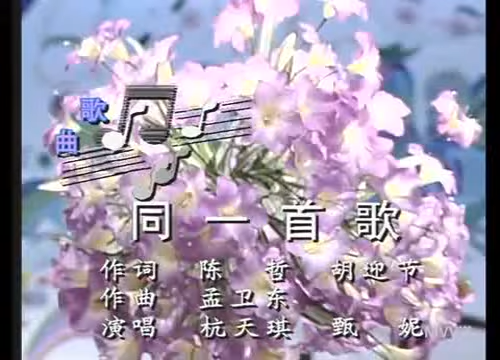 歌曲
同一首歌
作词 陈 哲 胡迎节
作曲 孟卫东
演唱 杭天琪 甄 妮